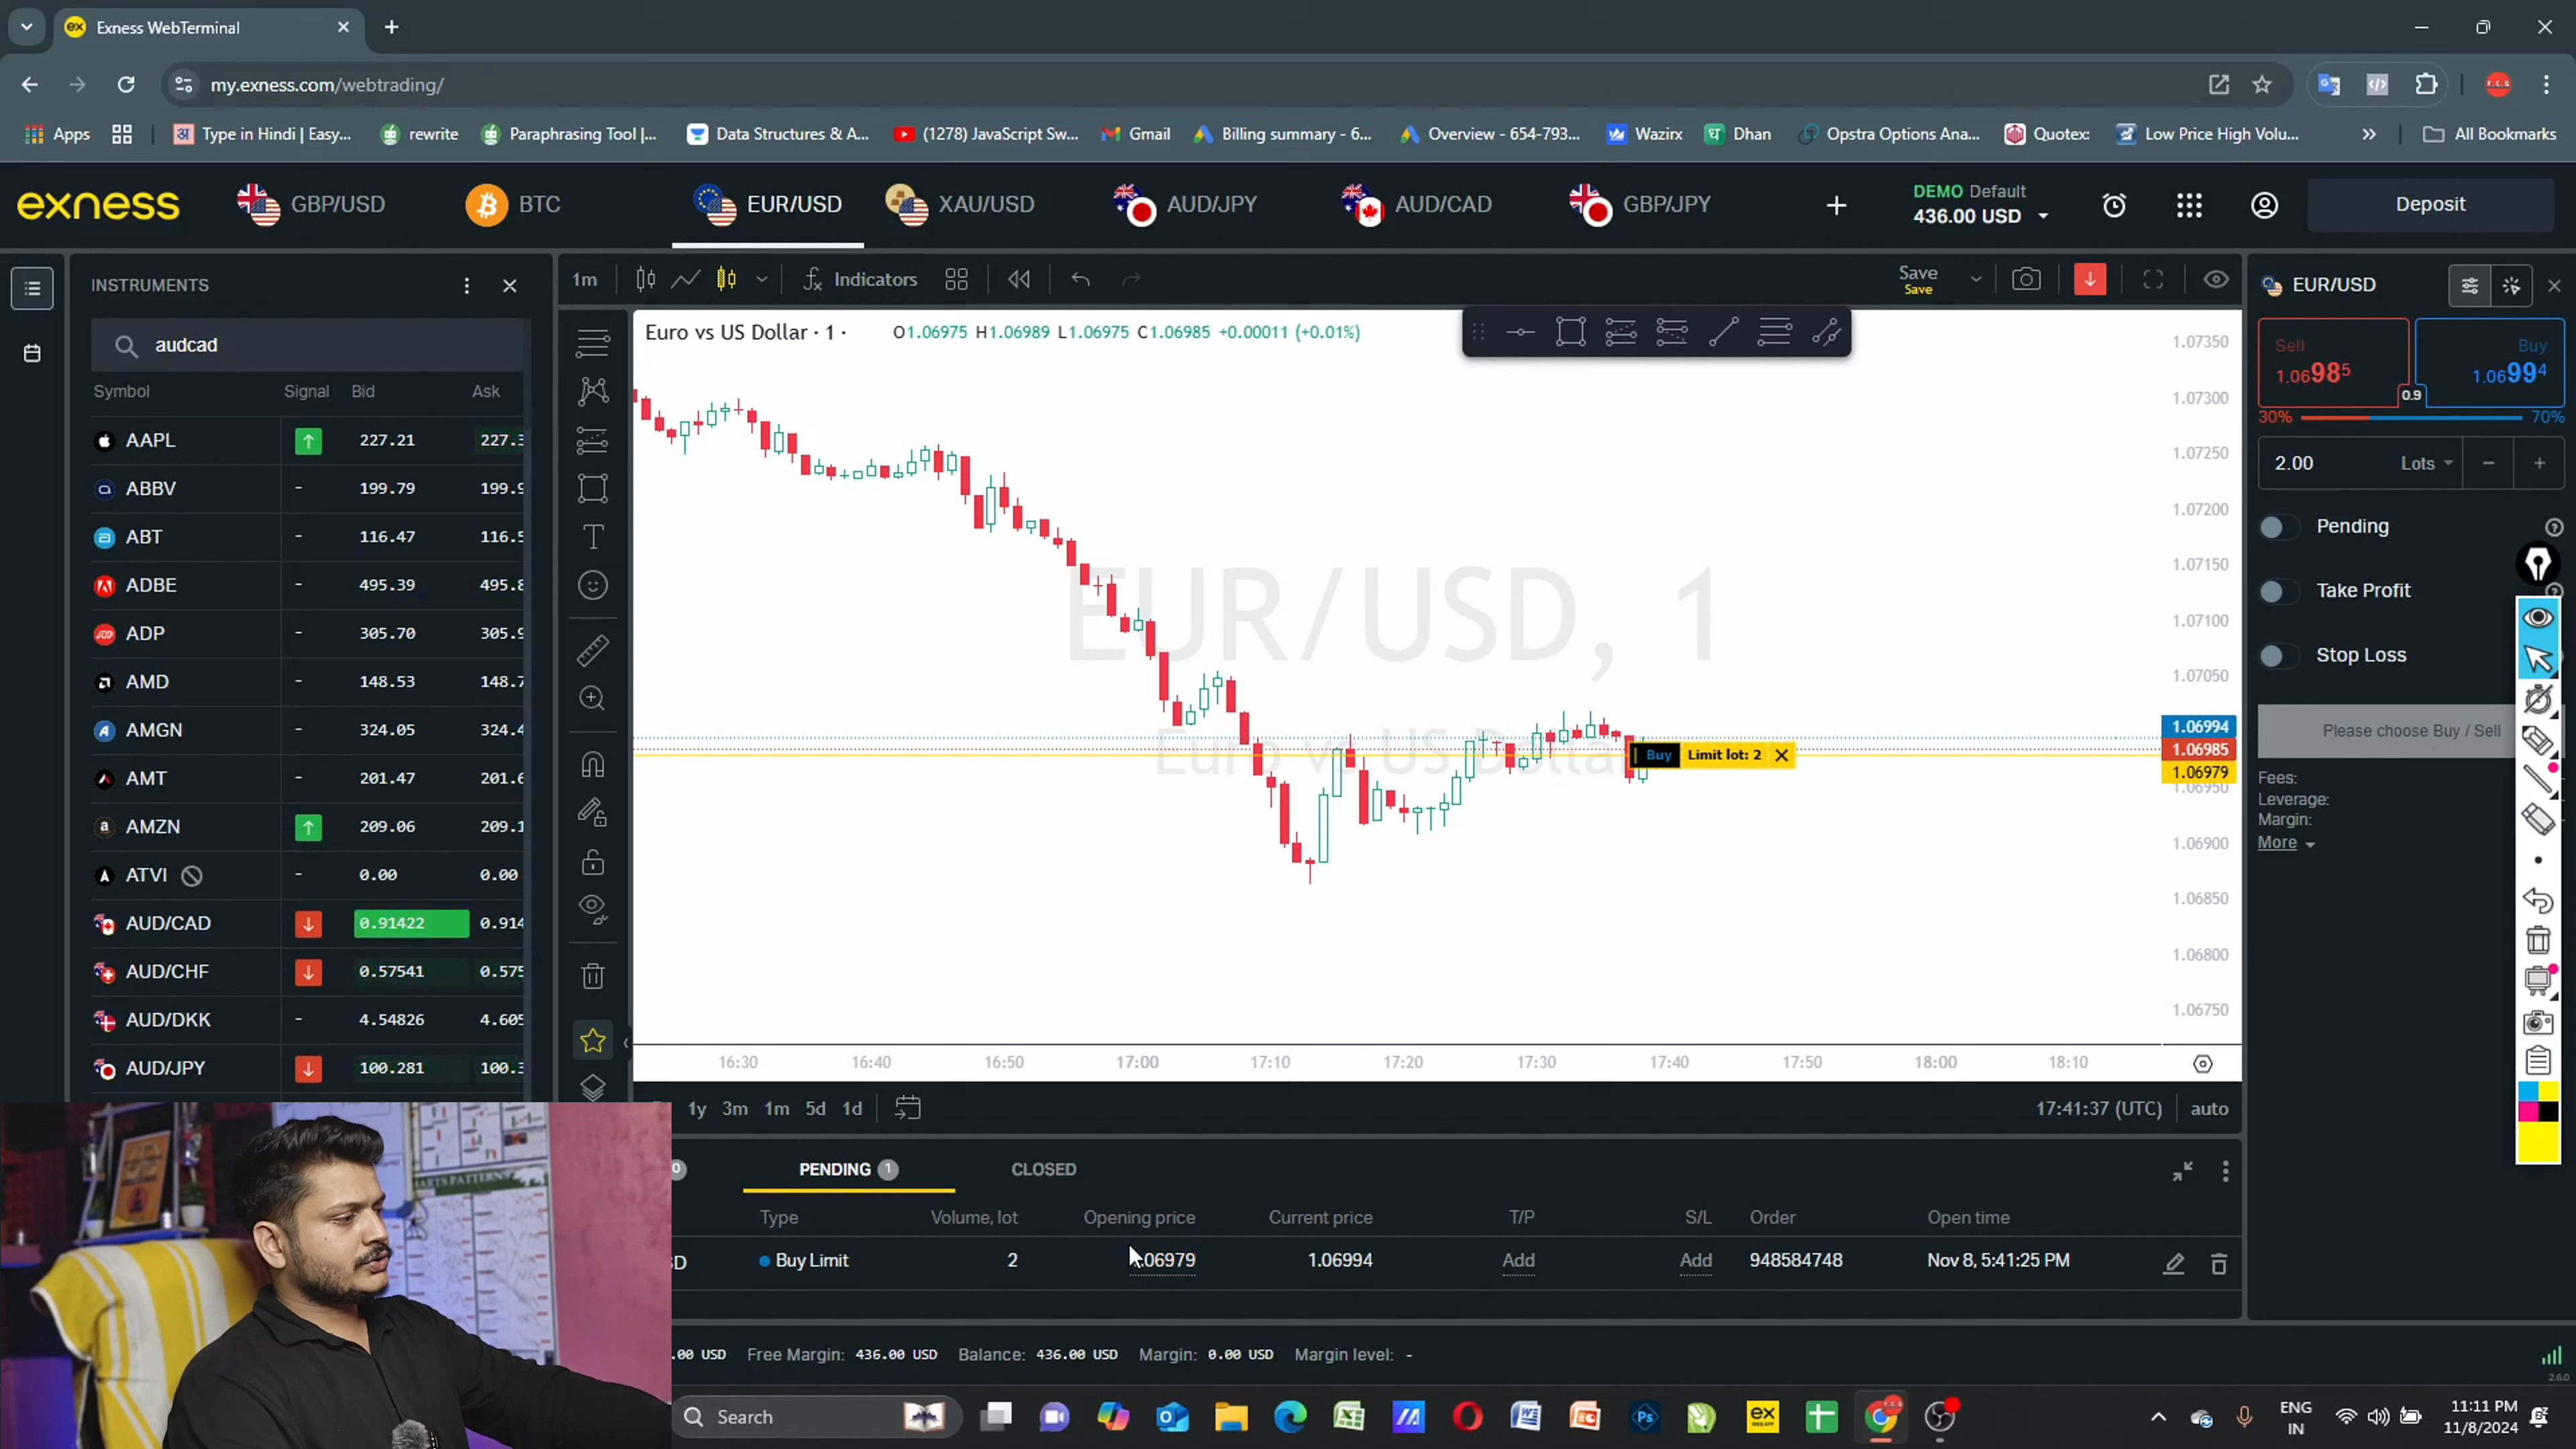 Exness WebTerminal
my.exness.com/webtrading/
Apps
Type in Hindi | Easy...
rewrite
Paraphrasing Tool |...
Data Structures & A...
(1278) JavaScript Sw...
Gmail
Billing summary - 6...
Overview - 654-793...
Wazirx
Dhan
Opstra Options Ana...
Quotex:
Low Price High Volu...
All Bookmarks
exness
GBP/USD
BTC
EUR/USD
XAU/USD
AUD/JPY
AUD/CAD
GBP/JPY
DEMO Default
436.00 USD
Deposit
INSTRUMENTS
audcad
Symbol Signal Bid Ask
AAPL 227.21 227.3
ABBV - 199.79 199.9
ABT - 116.47 116.5
ADBE - 495.39 495.8
ADP - 305.70 305.9
AMD - 148.53 148.7
AMGN - 324.05 324.4
AMT - 201.47 201.6
AMZN 209.06 209.1
ATVI - 0.00 0.00
AUD/CAD 0.91422 0.914
AUD/CHF 0.57541 0.575
AUD/DKK - 4.54826 4.605
AUD/JPY 100.281 100.3
1m
Indicators
Save
Save
Euro vs US Dollar · 1 ·
O1.06975 H1.06989 L1.06975 C1.06985 +0.00011 (+0.01%)
EUR/USD, 1
Euro vs US Dollar
Buy Limit lot: 2
1.07350
1.07300
1.07250
1.07200
1.07150
1.07100
1.07050
1.06994
1.06985
1.06979
1.06950
1.06900
1.06850
1.06800
1.06750
16:30 16:40 16:50 17:00 17:10 17:20 17:30 17:40 17:50 18:00 18:10
1y 3m 1m 5d 1d
17:41:37 (UTC) auto
EUR/USD
Sell
1.06985
Buy
1.06994
0.9
30% 70%
2.00 Lots
Pending
Take Profit
Stop Loss
Please choose Buy / Sell
Fees:
Leverage:
Margin:
More
PENDING 1
CLOSED
Type Volume, lot Opening price Current price T/P S/L Order Open time
Buy Limit 2 .06979 1.06994 Add Add 948584748 Nov 8, 5:41:25 PM
.00 USD Free Margin: 436.00 USD Balance: 436.00 USD Margin: 0.00 USD Margin level: -
2.6.0
HARTS PATTERNS
Search
ENG
IN
11:11 PM
11/8/2024